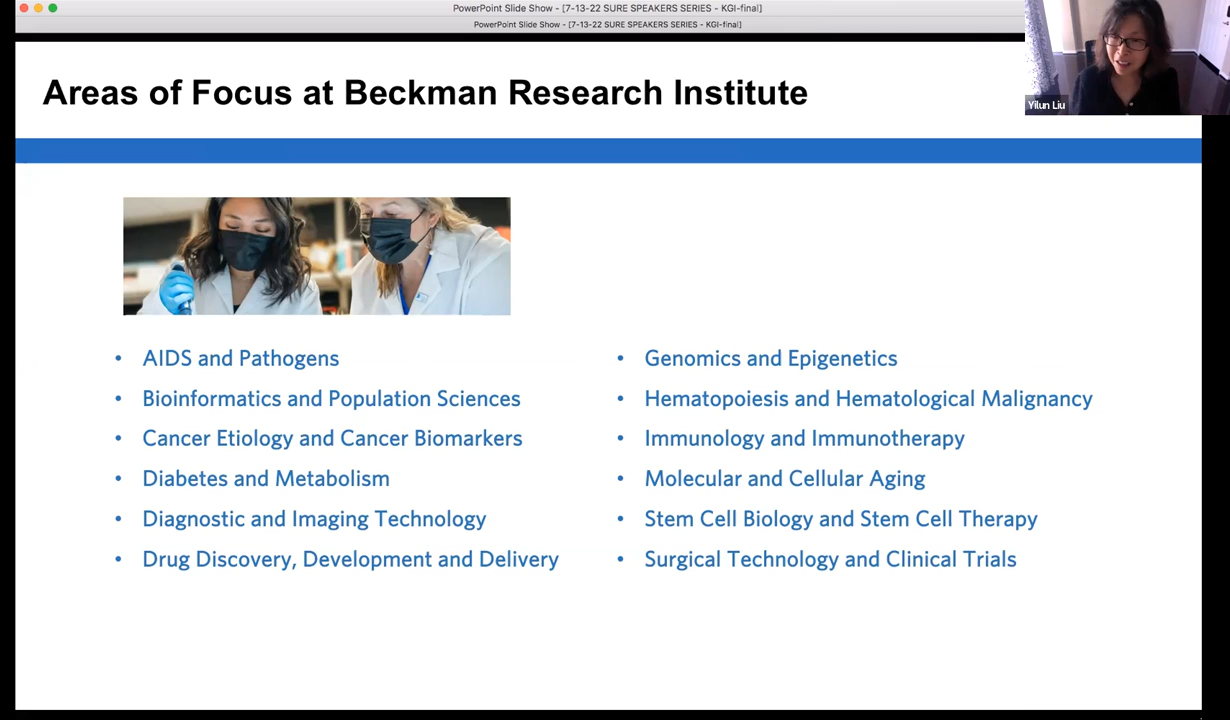 PowerPoint Slide Show - [7-13-22 SURE SPEAKERS SERIES - KGI-final]
PowerPoint Slide Show - [7-13-22 SURE SPEAKERS SERIES - KGI-final]
Yilun Liu
Areas of Focus at Beckman Research Institute
• AIDS and Pathogens
• Bioinformatics and Population Sciences
• Cancer Etiology and Cancer Biomarkers
• Diabetes and Metabolism
• Diagnostic and Imaging Technology
• Drug Discovery, Development and Delivery
• Genomics and Epigenetics
• Hematopoiesis and Hematological Malignancy
• Immunology and Immunotherapy
• Molecular and Cellular Aging
• Stem Cell Biology and Stem Cell Therapy
• Surgical Technology and Clinical Trials